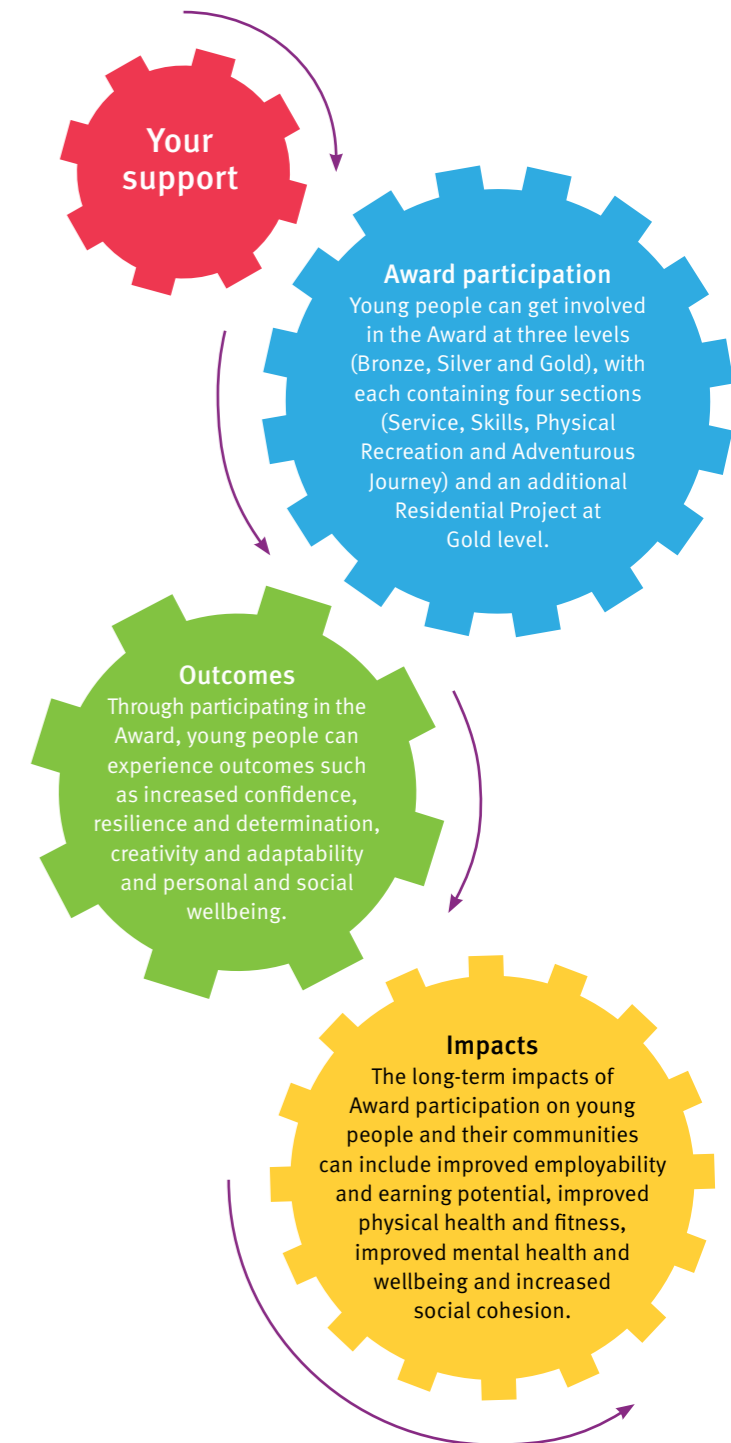 Your
support
Award participation
Young people can get involved
in the Award at three levels
(Bronze, Silver and Gold), with
each containing four sections
(Service, Skills, Physical
Recreation and Adventurous
Journey) and an additional
Residential Project at
Gold level.
Outcomes
Through participating in the
Award, young people can
experience outcomes such
as increased confidence,
resilience and determination,
creativity and adaptability
and personal and social
wellbeing.
Impacts
The long-term impacts of
Award participation on young
people and their communities
can include improved employability
and earning potential, improved
physical health and fitness,
improved mental health and
wellbeing and increased
social cohesion.